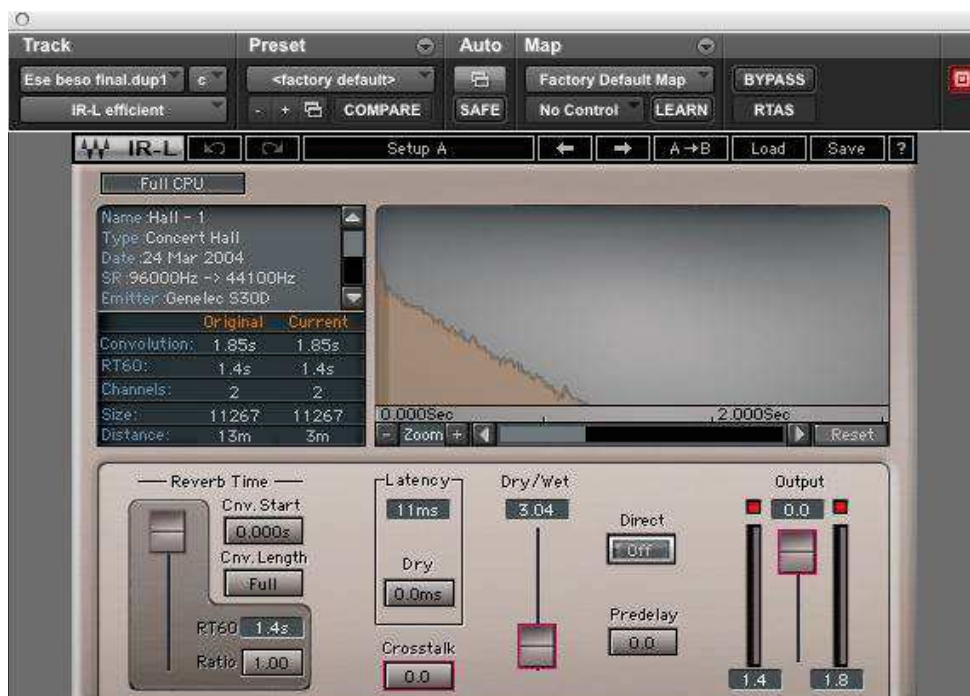 Track Preset Auto Map
Ese beso final.dup1 c <factory default> Factory Default Map BYPASS
IR-L efficient - + COMPARE SAFE No Control LEARN RTAS
IR-L Setup A A→B Load Save ?
Full CPU
Name :Hall - 1
Type :Concert Hall
Date :24 Mar 2004
SR :96000Hz -> 44100Hz
Emitter :Genelec S30D
Original Current
Convolution: 1.85s 1.85s
RT60: 1.4s 1.4s
Channels: 2 2
Size: 11267 11267
Distance: 13m 3m
0.000Sec 2.000Sec
- Zoom + Reset
Reverb Time
Cnv.Start
0.000s
Cnv.Length
Full
RT60 1.4s
Ratio 1.00
Latency
11ms
Dry
0.0ms
Crosstalk
0.0
Dry/Wet
3.04
Direct
Off
Predelay
0.0
Output
0.0
1.4 1.8